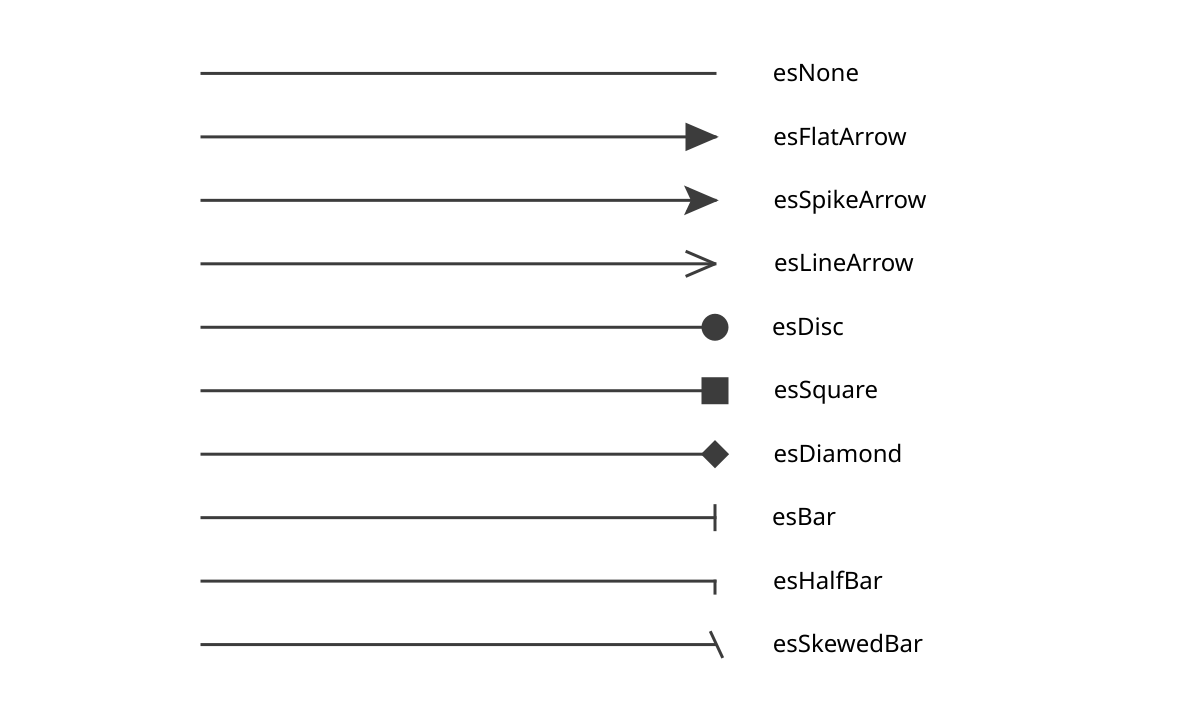 esNone
esFlatArrow
esSpikeArrow
esLineArrow
esDisc
esSquare
esDiamond
esBar
esHalfBar
esSkewedBar